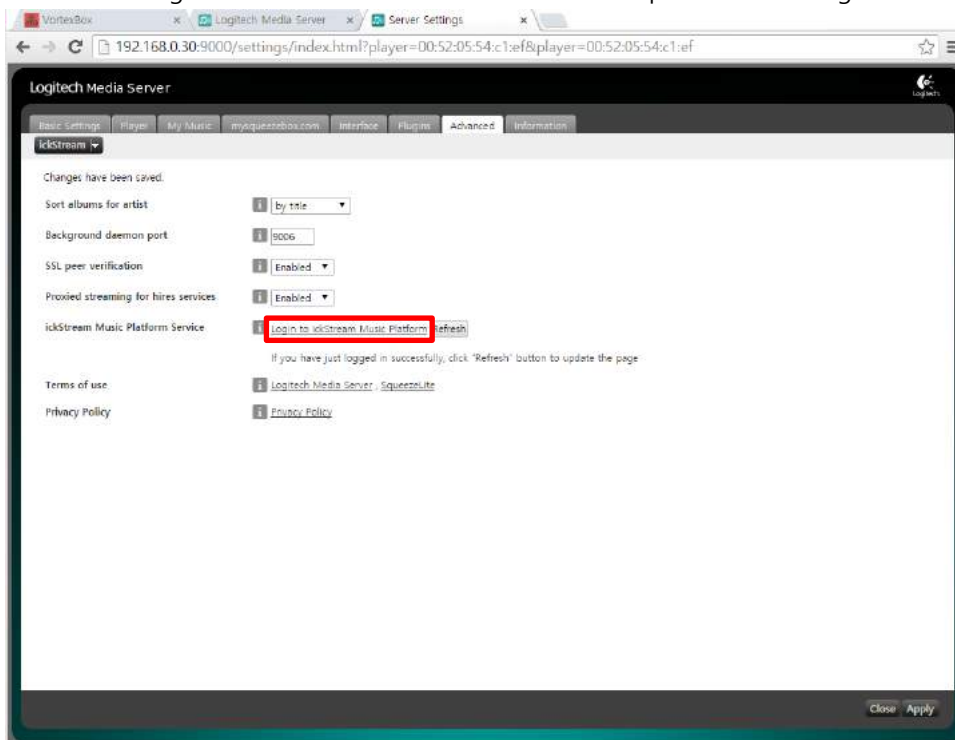 VortexBox Logitech Media Server Server Settings
192.168.0.30:9000/settings/index.html?player=00:52:05:54:c1:ef&player=00:52:05:54:c1:ef
Logitech Media Server
Logitech
Basic Settings Player My Music mysqueezebox.com Interface Plugins Advanced Information
ickStream
Changes have been saved.
Sort albums for artist by title
Background daemon port 9006
SSL peer verification Enabled
Proxied streaming for hires services Enabled
ickStream Music Platform Service Login to ickStream Music Platform Refresh
If you have just logged in successfully, click "Refresh" button to update the page
Terms of use Logitech Media Server , SqueezeLite
Privacy Policy Privacy Policy
Close Apply